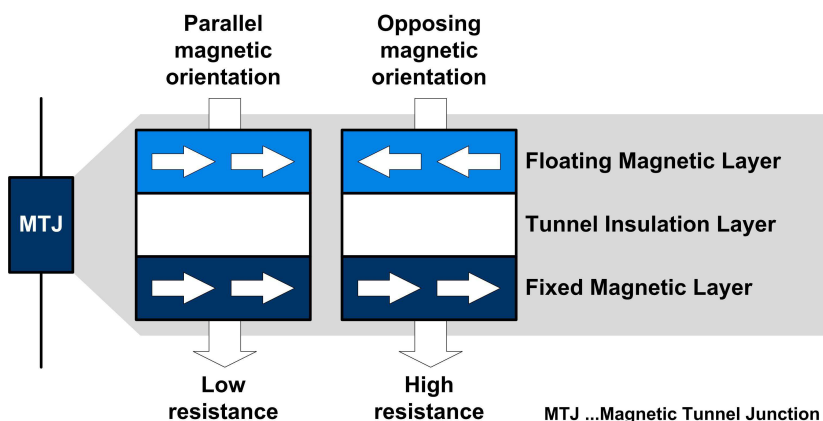 Parallel
magnetic
orientation
Opposing
magnetic
orientation
MTJ
Floating Magnetic Layer
Tunnel Insulation Layer
Fixed Magnetic Layer
Low
resistance
High
resistance
MTJ ...Magnetic Tunnel Junction